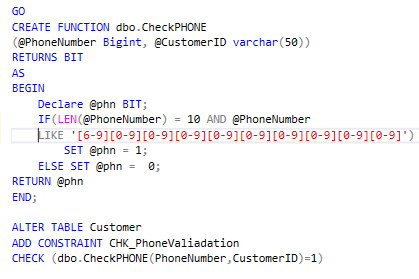 GO
CREATE FUNCTION dbo.CheckPHONE
(@PhoneNumber Bigint, @CustomerID varchar(50))
RETURNS BIT
AS
BEGIN
Declare @phn BIT;
IF(LEN(@PhoneNumber) = 10 AND @PhoneNumber
LIKE '[6-9][0-9][0-9][0-9][0-9][0-9][0-9][0-9][0-9][0-9]')
SET @phn = 1;
ELSE SET @phn =  0;
RETURN @phn
END;
ALTER TABLE Customer
ADD CONSTRAINT CHK_PhoneValiadation
CHECK (dbo.CheckPHONE(PhoneNumber,CustomerID)=1)